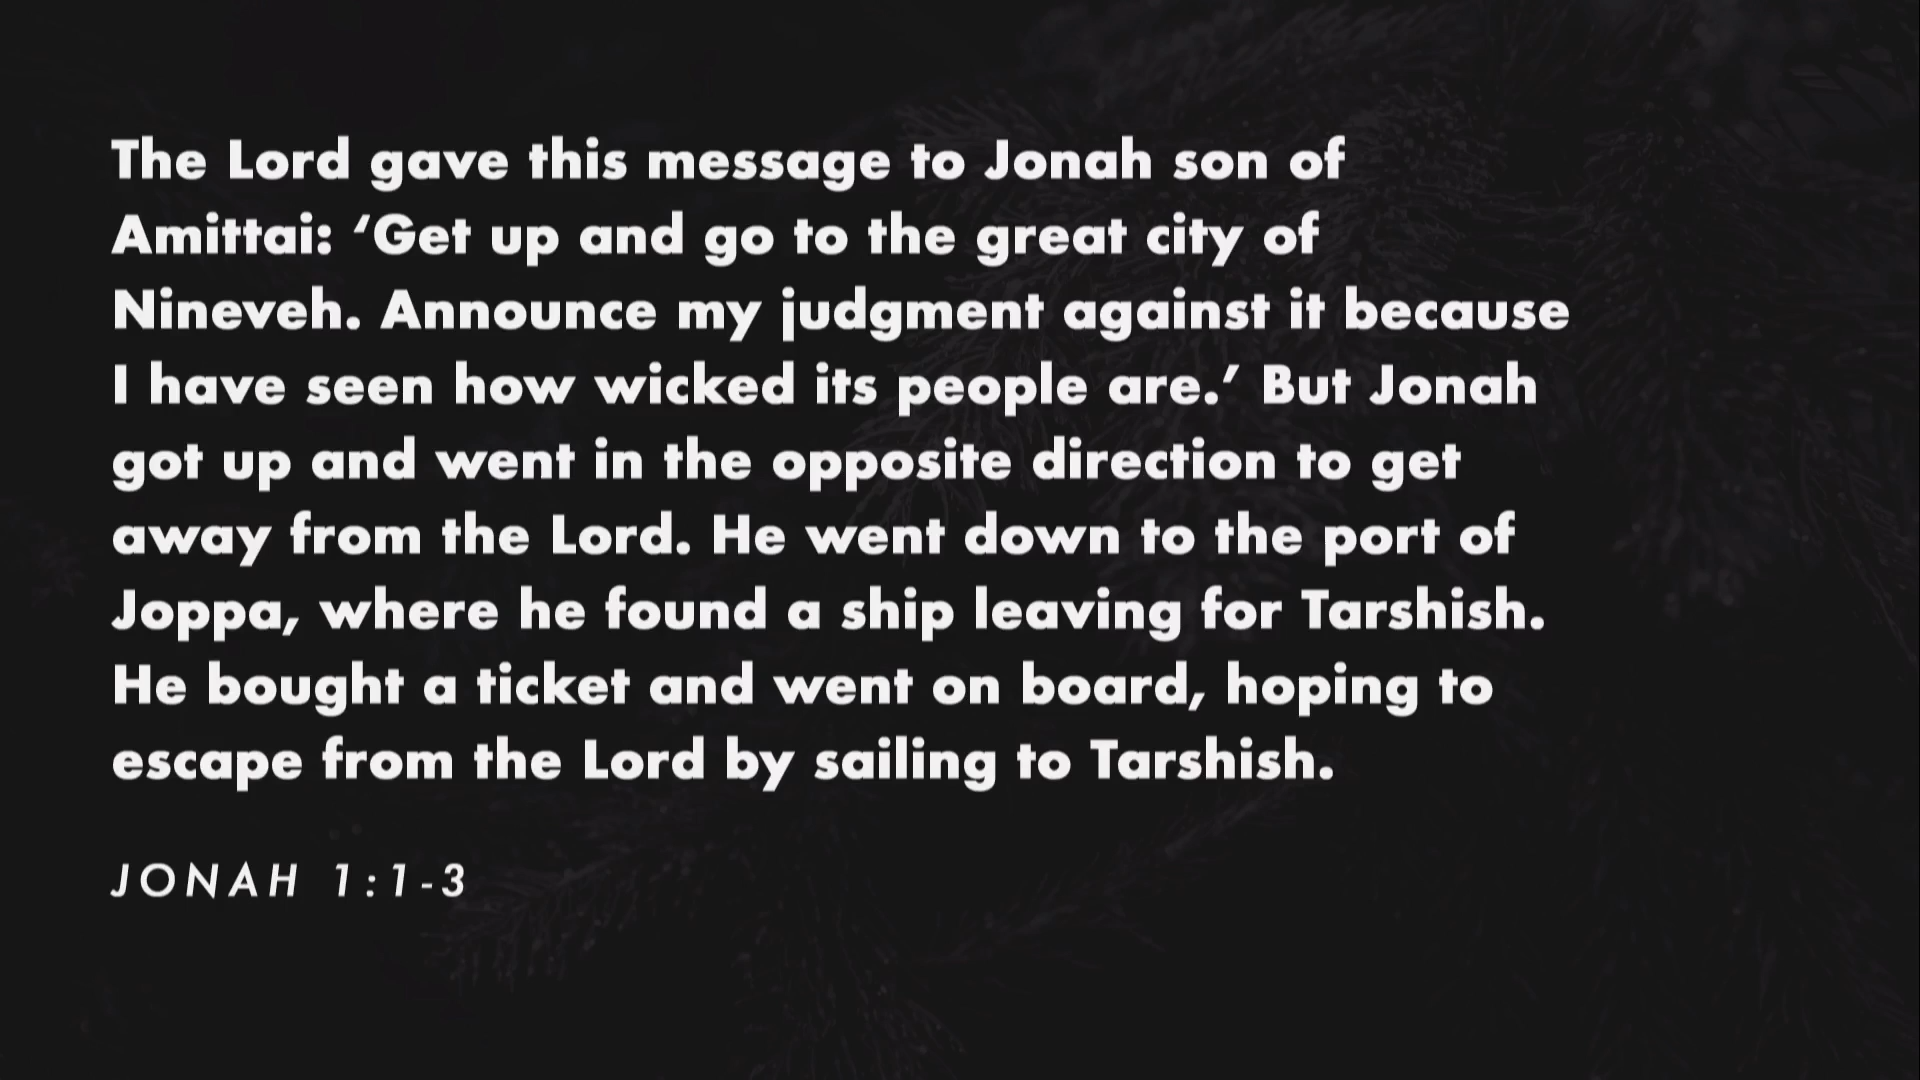 The Lord gave this message to Jonah son of
Amittai: ‘Get up and go to the great city of
Nineveh. Announce my judgment against it because
I have seen how wicked its people are.’ But Jonah
got up and went in the opposite direction to get
away from the Lord. He went down to the port of
Joppa, where he found a ship leaving for Tarshish.
He bought a ticket and went on board, hoping to
escape from the Lord by sailing to Tarshish.
JONAH 1:1-3